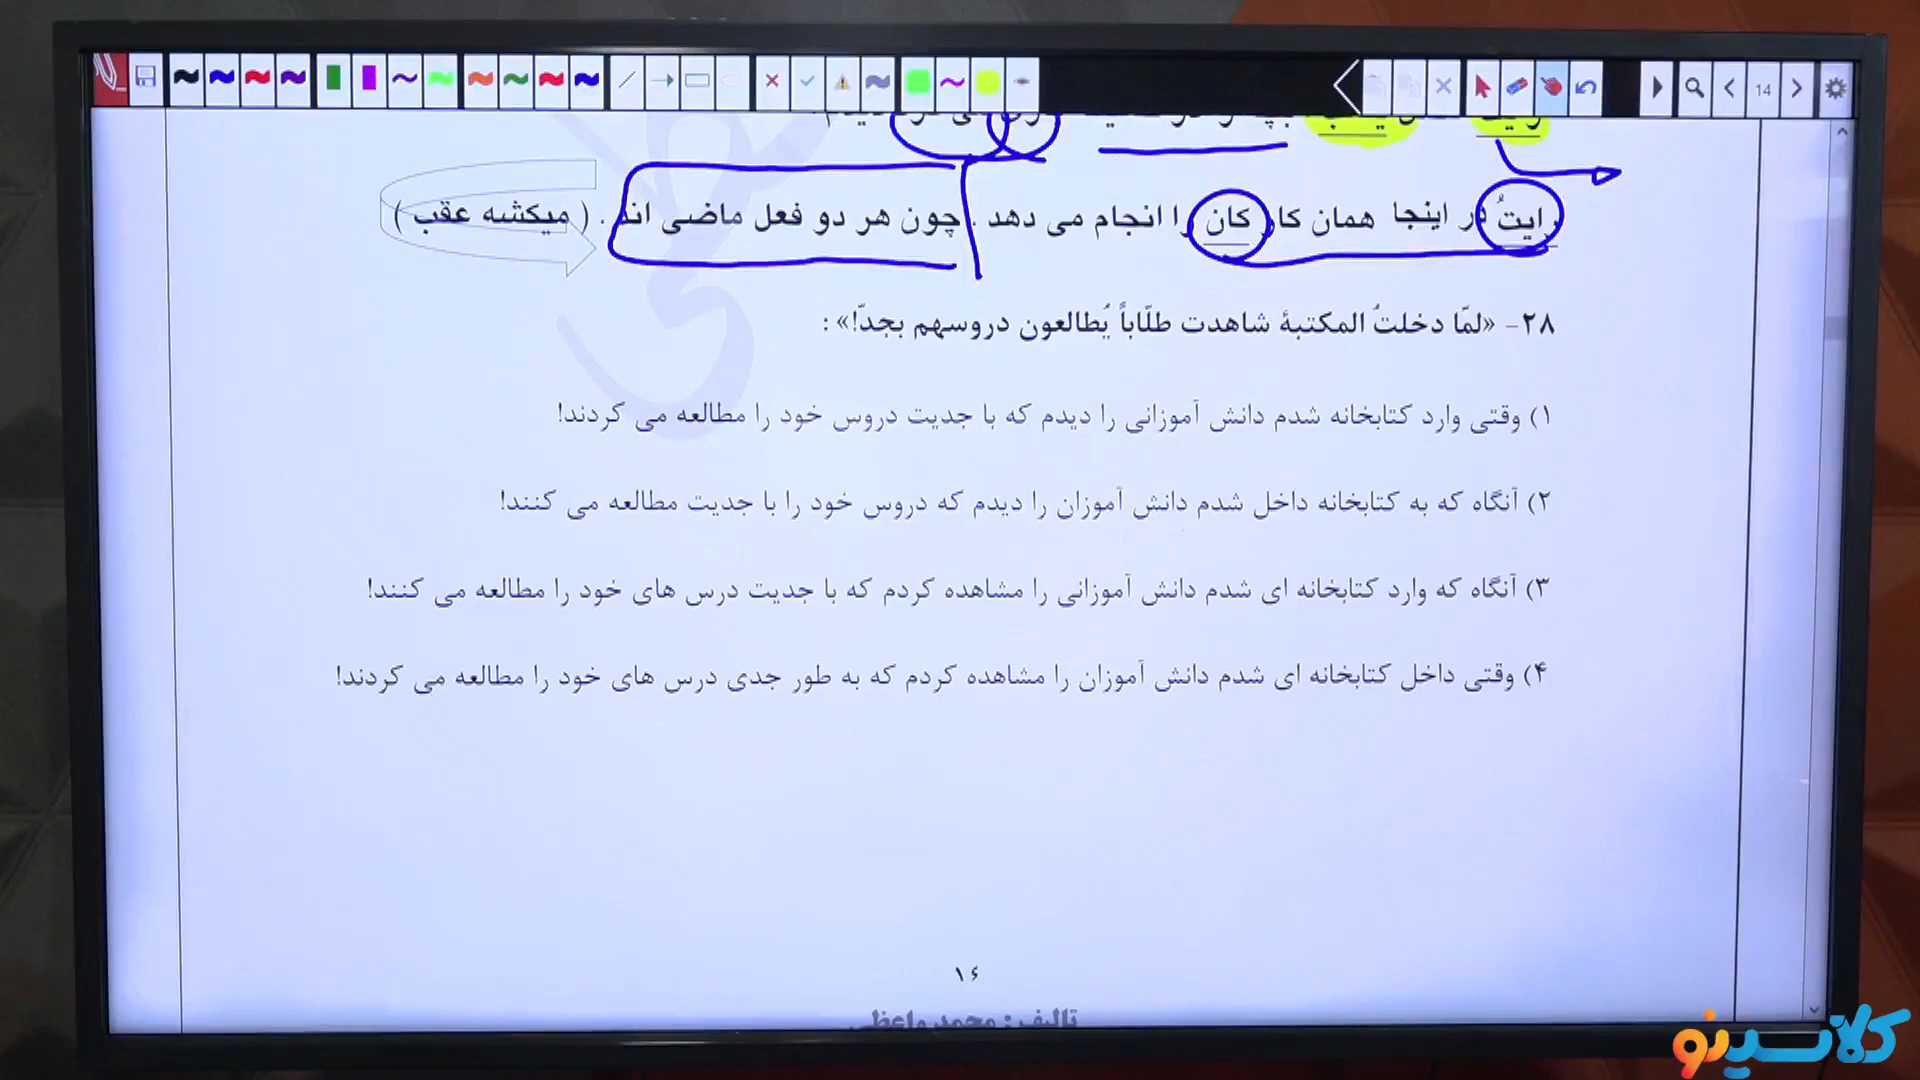 14
رایتُ در اینجا همان کار کان را انجام می دهد . چون هر دو فعل ماضی اند . ( میکشه عقب )
۲۸- «لمّا دخلتُ المکتبهٔ شاهدت طلّاباً یُطالعون دروسهم بجدّ!» :
۱) وقتی وارد کتابخانه شدم دانش آموزانی را دیدم که با جدیت دروس خود را مطالعه می کردند!
۲) آنگاه که به کتابخانه داخل شدم دانش آموزان را دیدم که دروس خود را با جدیت مطالعه می کنند!
۳) آنگاه که وارد کتابخانه ای شدم دانش آموزانی را مشاهده کردم که با جدیت درس های خود را مطالعه می کنند!
۴) وقتی داخل کتابخانه ای شدم دانش آموزان را مشاهده کردم که به طور جدی درس های خود را مطالعه می کردند!
۱۶
تالیف : محمد واعظی
کلاسینو